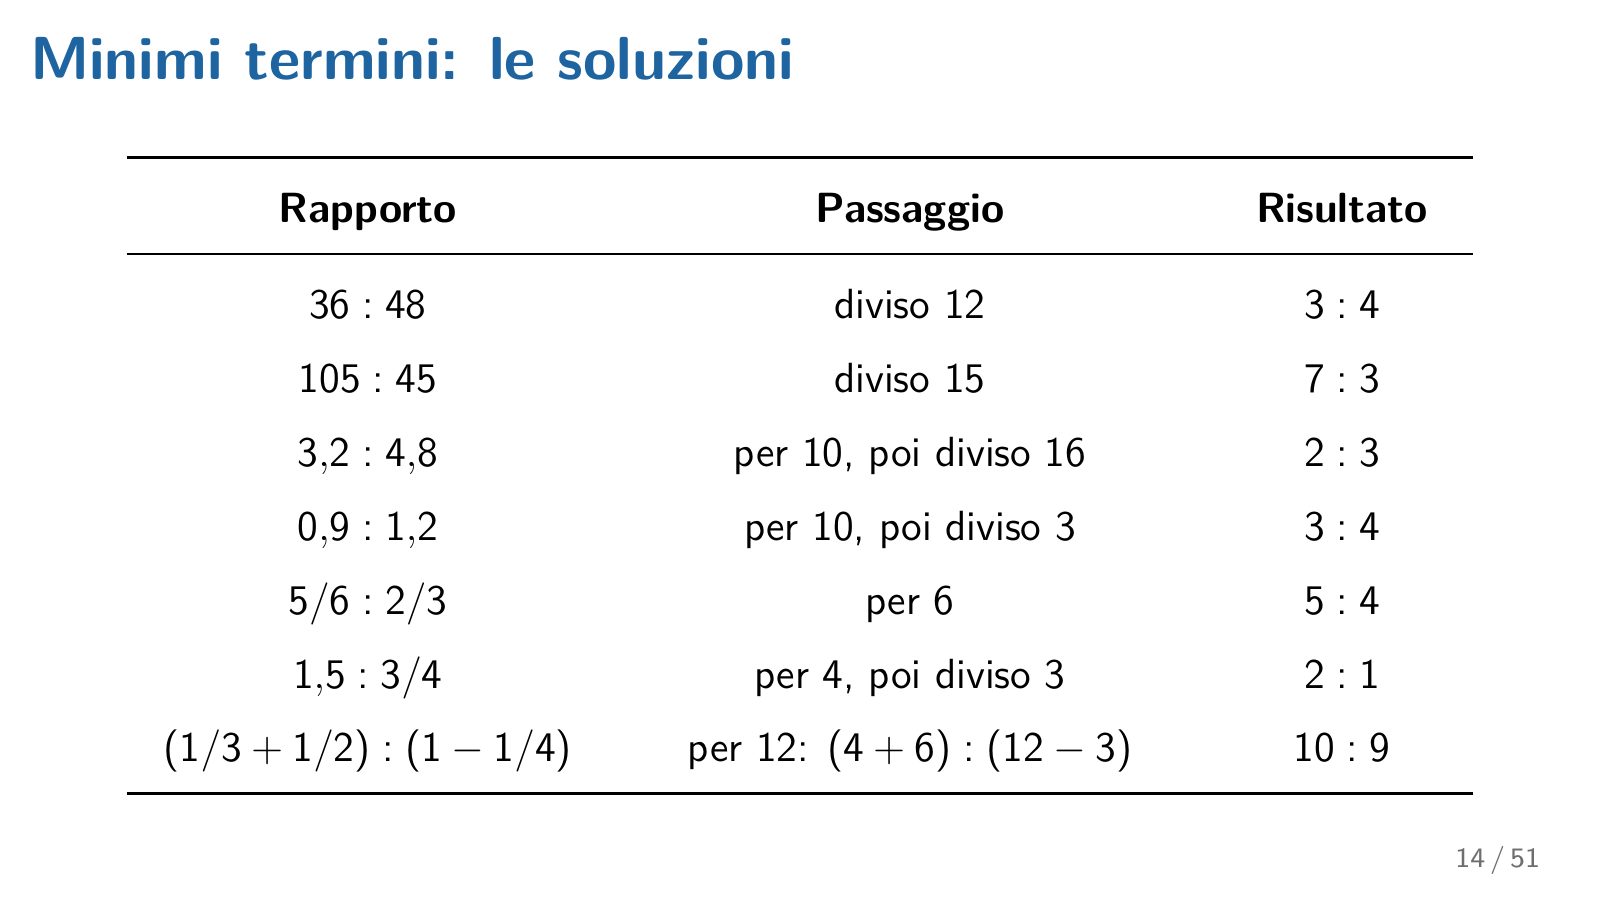 Minimi termini: le soluzioni
Rapporto Passaggio Risultato
36 : 48 diviso 12 3 : 4
105 : 45 diviso 15 7 : 3
3,2 : 4,8 per 10, poi diviso 16 2 : 3
0,9 : 1,2 per 10, poi diviso 3 3 : 4
5/6 : 2/3 per 6 5 : 4
1,5 : 3/4 per 4, poi diviso 3 2 : 1
(1/3 + 1/2) : (1 − 1/4) per 12: (4 + 6) : (12 − 3) 10 : 9
14 / 51